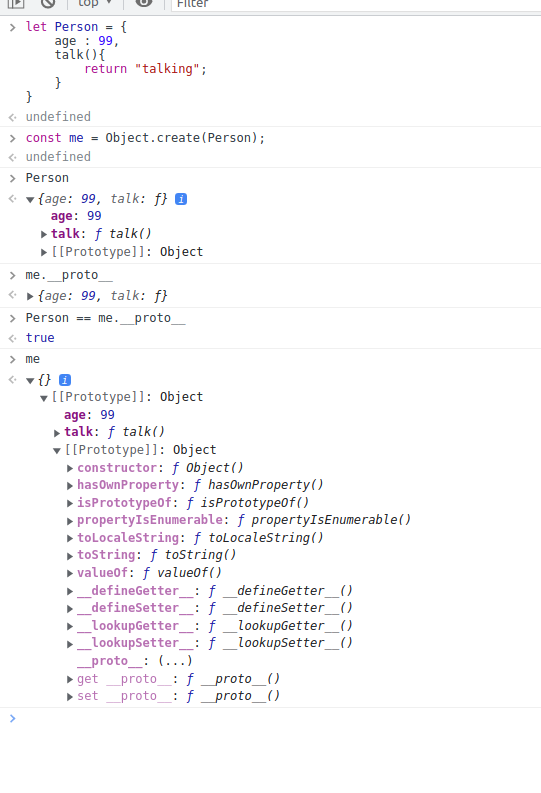 top Filter
let Person = {
age : 99,
talk(){
return "talking";
}
}
undefined
const me = Object.create(Person);
undefined
Person
{age: 99, talk: ƒ} i
age: 99
talk: ƒ talk()
[[Prototype]]: Object
me.__proto__
{age: 99, talk: ƒ}
Person == me.__proto__
true
me
{} i
[[Prototype]]: Object
age: 99
talk: ƒ talk()
[[Prototype]]: Object
constructor: ƒ Object()
hasOwnProperty: ƒ hasOwnProperty()
isPrototypeOf: ƒ isPrototypeOf()
propertyIsEnumerable: ƒ propertyIsEnumerable()
toLocaleString: ƒ toLocaleString()
toString: ƒ toString()
valueOf: ƒ valueOf()
__defineGetter__: ƒ __defineGetter__()
__defineSetter__: ƒ __defineSetter__()
__lookupGetter__: ƒ __lookupGetter__()
__lookupSetter__: ƒ __lookupSetter__()
__proto__: (...)
get __proto__: ƒ __proto__()
set __proto__: ƒ __proto__()